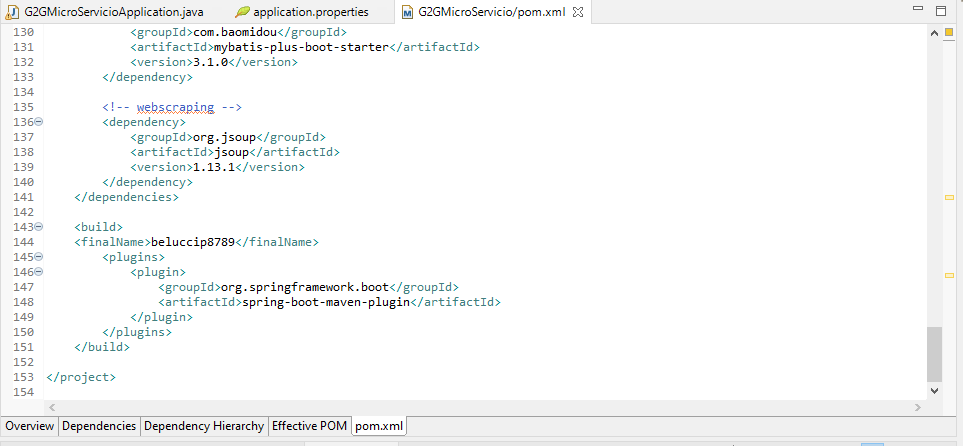 G2GMicroServicioApplication.java application.properties G2GMicroServicio/pom.xml
130 <groupId>com.baomidou</groupId>
131 <artifactId>mybatis-plus-boot-starter</artifactId>
132 <version>3.1.0</version>
133 </dependency>
134
135 <!-- webscraping -->
136 <dependency>
137 <groupId>org.jsoup</groupId>
138 <artifactId>jsoup</artifactId>
139 <version>1.13.1</version>
140 </dependency>
141 </dependencies>
142
143 <build>
144 <finalName>beluccip8789</finalName>
145 <plugins>
146 <plugin>
147 <groupId>org.springframework.boot</groupId>
148 <artifactId>spring-boot-maven-plugin</artifactId>
149 </plugin>
150 </plugins>
151 </build>
152
153 </project>
154
Overview Dependencies Dependency Hierarchy Effective POM pom.xml